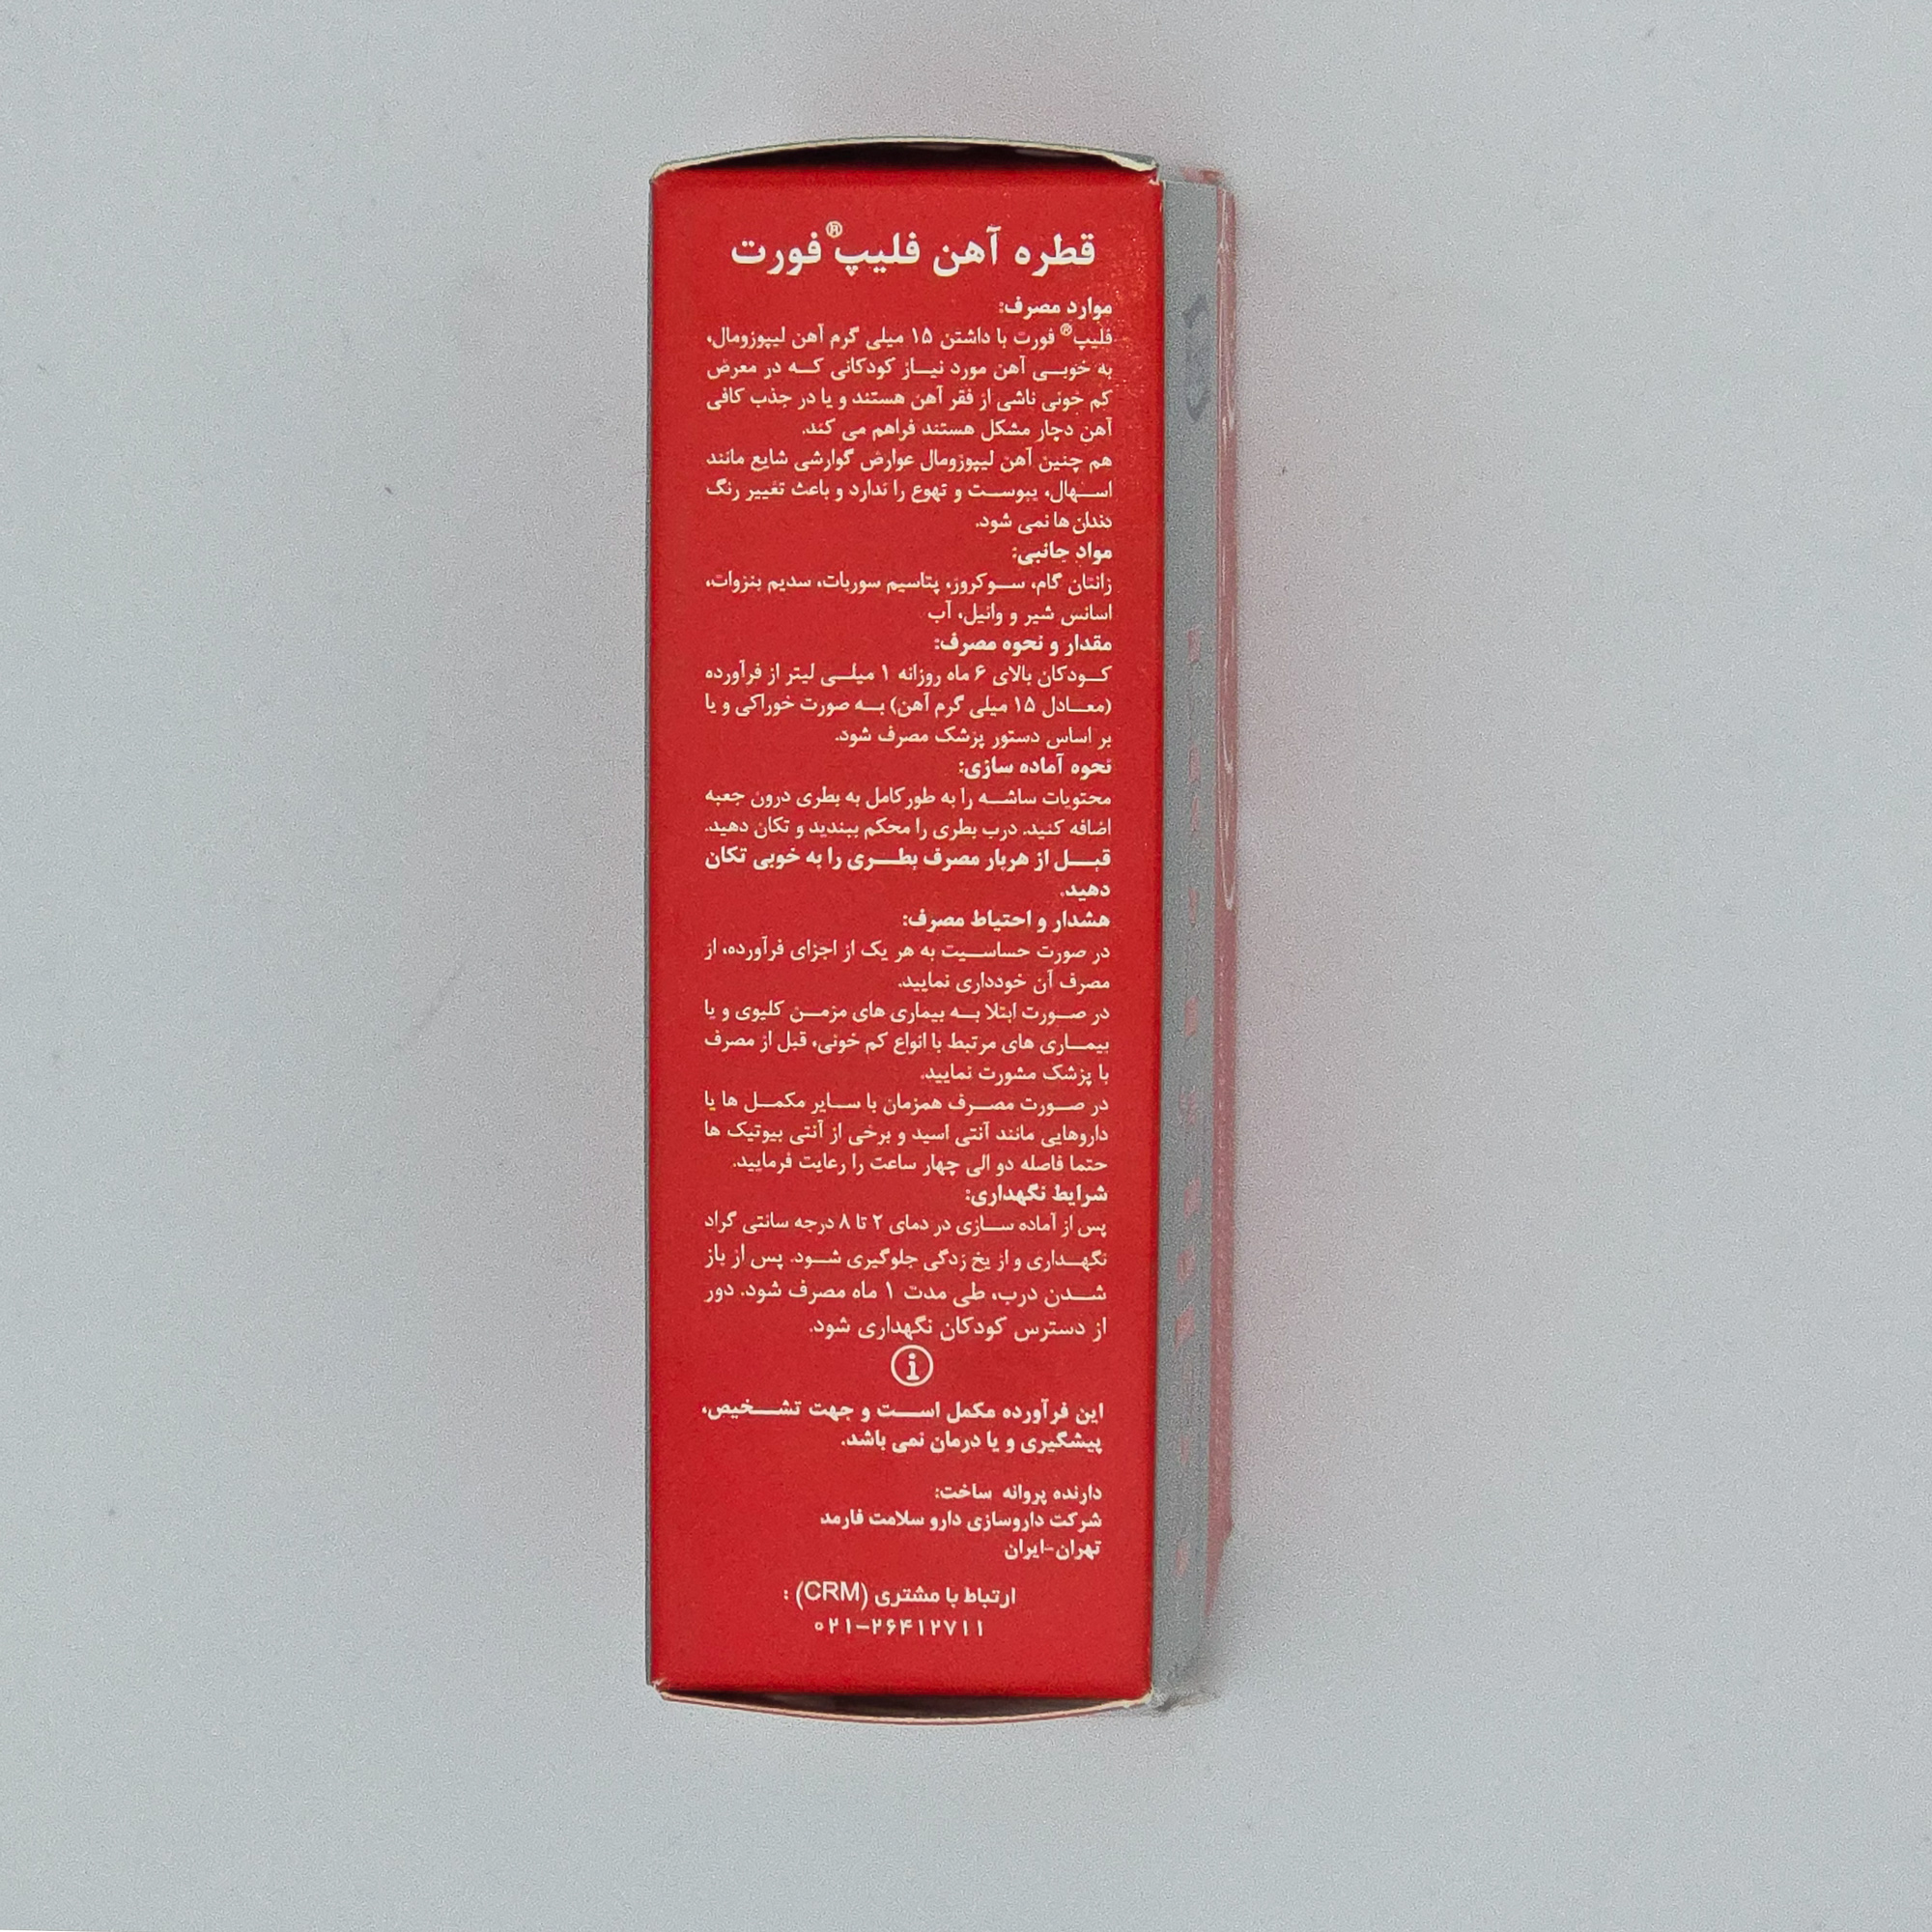 قطره آهن فلیپ® فورت
موارد مصرف:
فلیپ® فورت با داشتن ۱۵ میلی گرم آهن لیپوزومال،
به خوبی آهن مورد نیاز کودکانی که در معرض
کم خونی ناشی از فقر آهن هستند و یا در جذب کافی
آهن دچار مشکل هستند فراهم می کند.
هم چنین آهن لیپوزومال عوارض گوارشی شایع مانند
اسهال، یبوست و تهوع را ندارد و باعث تغییر رنگ
دندان ها نمی شود.
مواد جانبی:
زانتان گام، سوکروز، پتاسیم سوربات، سدیم بنزوات،
اسانس شیر و وانیل، آب
مقدار و نحوه مصرف:
کودکان بالای ۶ ماه روزانه ۱ میلی لیتر از فرآورده
(معادل ۱۵ میلی گرم آهن) به صورت خوراکی و یا
بر اساس دستور پزشک مصرف شود.
نحوه آماده سازی:
محتویات ساشه را به طور کامل به بطری درون جعبه
اضافه کنید. درب بطری را محکم ببندید و تکان دهید.
قبل از هربار مصرف بطری را به خوبی تکان
دهید.
هشدار و احتیاط مصرف:
در صورت حساسیت به هر یک از اجزای فرآورده، از
مصرف آن خودداری نمایید.
در صورت ابتلا به بیماری های مزمن کلیوی و یا
بیماری های مرتبط با انواع کم خونی، قبل از مصرف
با پزشک مشورت نمایید.
در صورت مصرف همزمان با سایر مکمل ها یا
داروهایی مانند آنتی اسید و برخی از آنتی بیوتیک ها
حتما فاصله دو الی چهار ساعت را رعایت فرمایید.
شرایط نگهداری:
پس از آماده سازی در دمای ۲ تا ۸ درجه سانتی گراد
نگهداری و از یخ زدگی جلوگیری شود. پس از باز
شدن درب، طی مدت ۱ ماه مصرف شود. دور
از دسترس کودکان نگهداری شود.
این فرآورده مکمل است و جهت تشخیص،
پیشگیری و یا درمان نمی باشد.
دارنده پروانه ساخت:
شرکت داروسازی دارو سلامت فارمد
تهران-ایران
ارتباط با مشتری (CRM) :
۰۲۱-۲۶۴۱۲۷۱۱